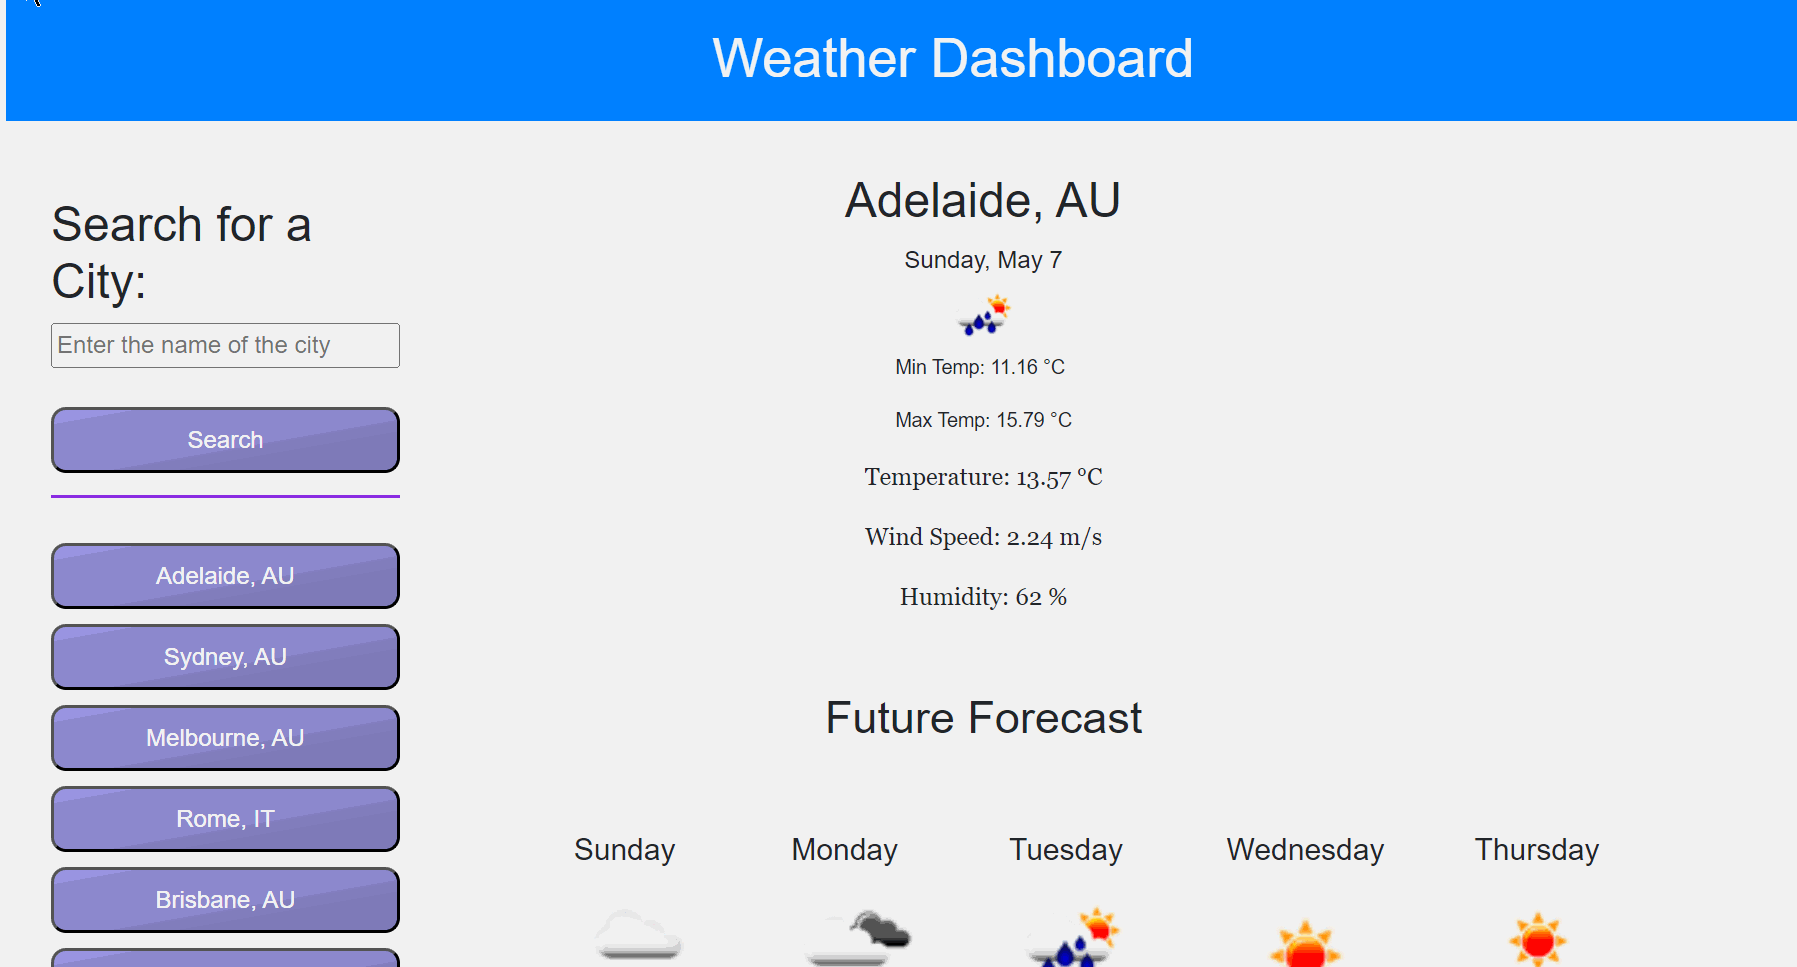 Weather Dashboard
Search for a
City:
Enter the name of the city
Search
Adelaide, AU
Sydney, AU
Melbourne, AU
Rome, IT
Brisbane, AU
Adelaide, AU
Sunday, May 7
Min Temp: 11.16 °C
Max Temp: 15.79 °C
Temperature: 13.57 °C
Wind Speed: 2.24 m/s
Humidity: 62 %
Future Forecast
Sunday Monday Tuesday Wednesday Thursday